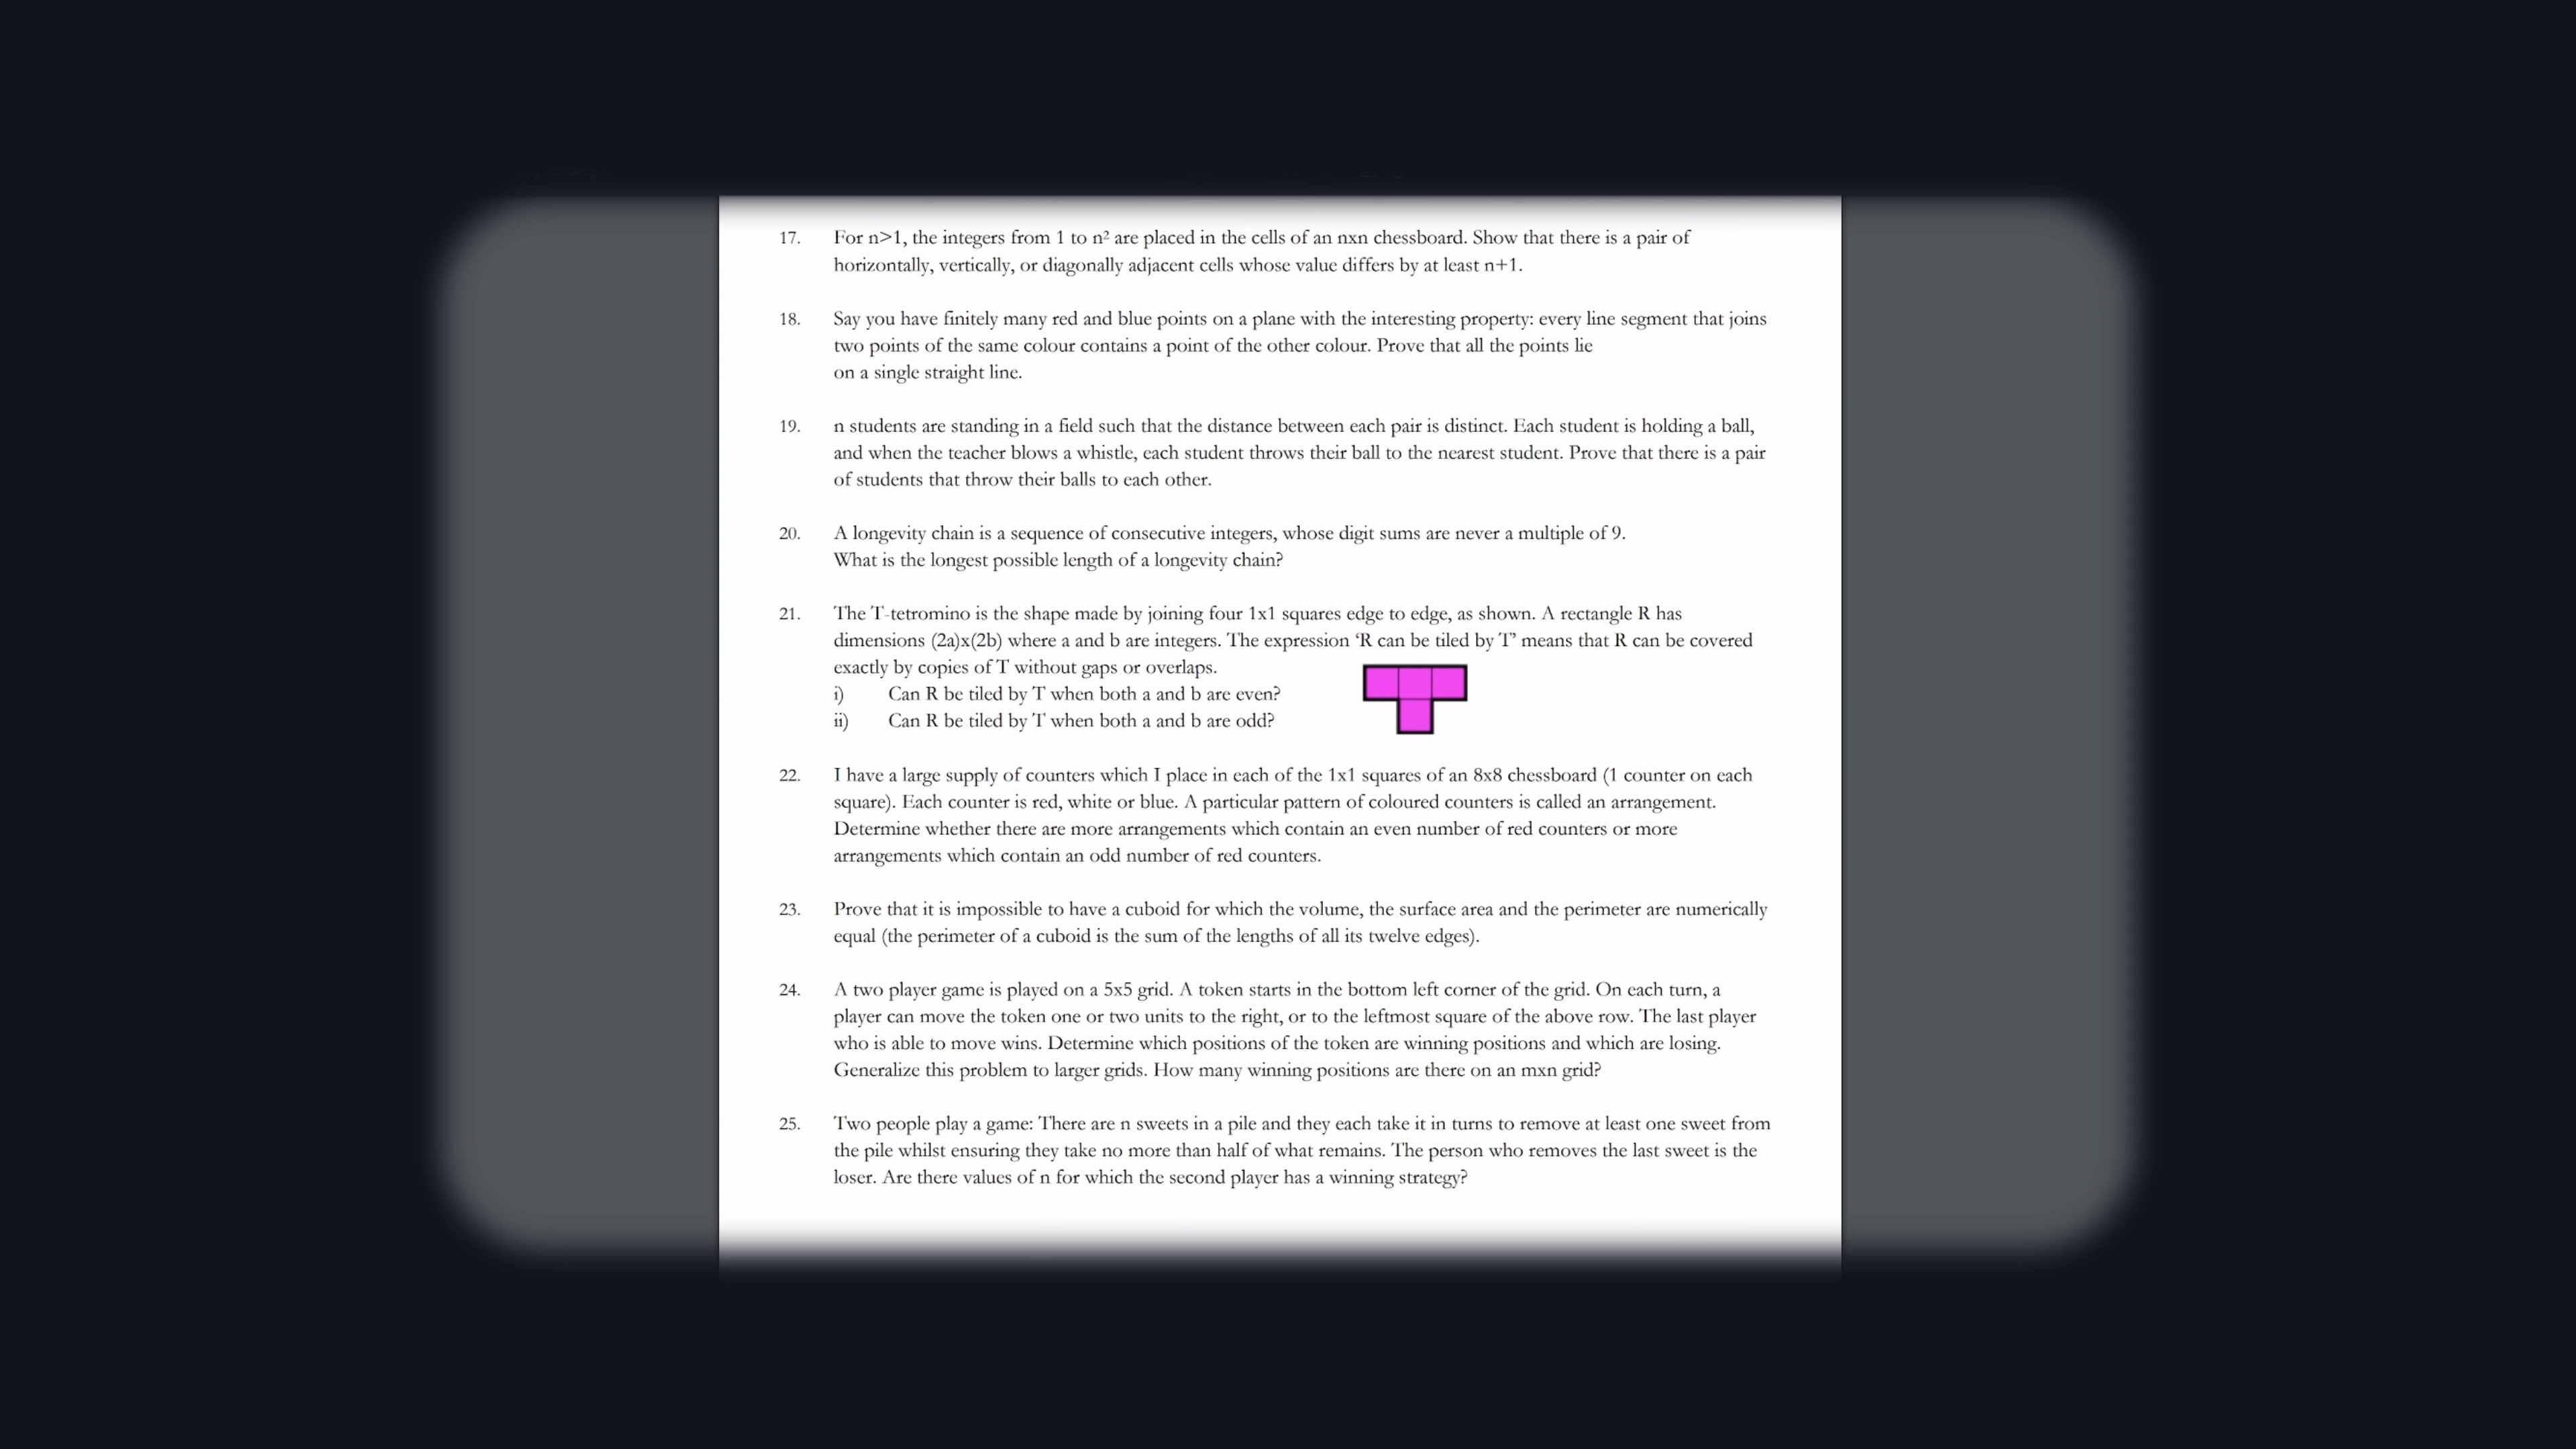 17. For n>1, the integers from 1 to n² are placed in the cells of an nxn chessboard. Show that there is a pair of
horizontally, vertically, or diagonally adjacent cells whose value differs by at least n+1.
18. Say you have finitely many red and blue points on a plane with the interesting property: every line segment that joins
two points of the same colour contains a point of the other colour. Prove that all the points lie
on a single straight line.
19. n students are standing in a field such that the distance between each pair is distinct. Each student is holding a ball,
and when the teacher blows a whistle, each student throws their ball to the nearest student. Prove that there is a pair
of students that throw their balls to each other.
20. A longevity chain is a sequence of consecutive integers, whose digit sums are never a multiple of 9.
What is the longest possible length of a longevity chain?
21. The T-tetromino is the shape made by joining four 1x1 squares edge to edge, as shown. A rectangle R has
dimensions (2a)x(2b) where a and b are integers. The expression ‘R can be tiled by T’ means that R can be covered
exactly by copies of T without gaps or overlaps.
i) Can R be tiled by T when both a and b are even?
ii) Can R be tiled by T when both a and b are odd?
22. I have a large supply of counters which I place in each of the 1x1 squares of an 8x8 chessboard (1 counter on each
square). Each counter is red, white or blue. A particular pattern of coloured counters is called an arrangement.
Determine whether there are more arrangements which contain an even number of red counters or more
arrangements which contain an odd number of red counters.
23. Prove that it is impossible to have a cuboid for which the volume, the surface area and the perimeter are numerically
equal (the perimeter of a cuboid is the sum of the lengths of all its twelve edges).
24. A two player game is played on a 5x5 grid. A token starts in the bottom left corner of the grid. On each turn, a
player can move the token one or two units to the right, or to the leftmost square of the above row. The last player
who is able to move wins. Determine which positions of the token are winning positions and which are losing.
Generalize this problem to larger grids. How many winning positions are there on an mxn grid?
25. Two people play a game: There are n sweets in a pile and they each take it in turns to remove at least one sweet from
the pile whilst ensuring they take no more than half of what remains. The person who removes the last sweet is the
loser. Are there values of n for which the second player has a winning strategy?